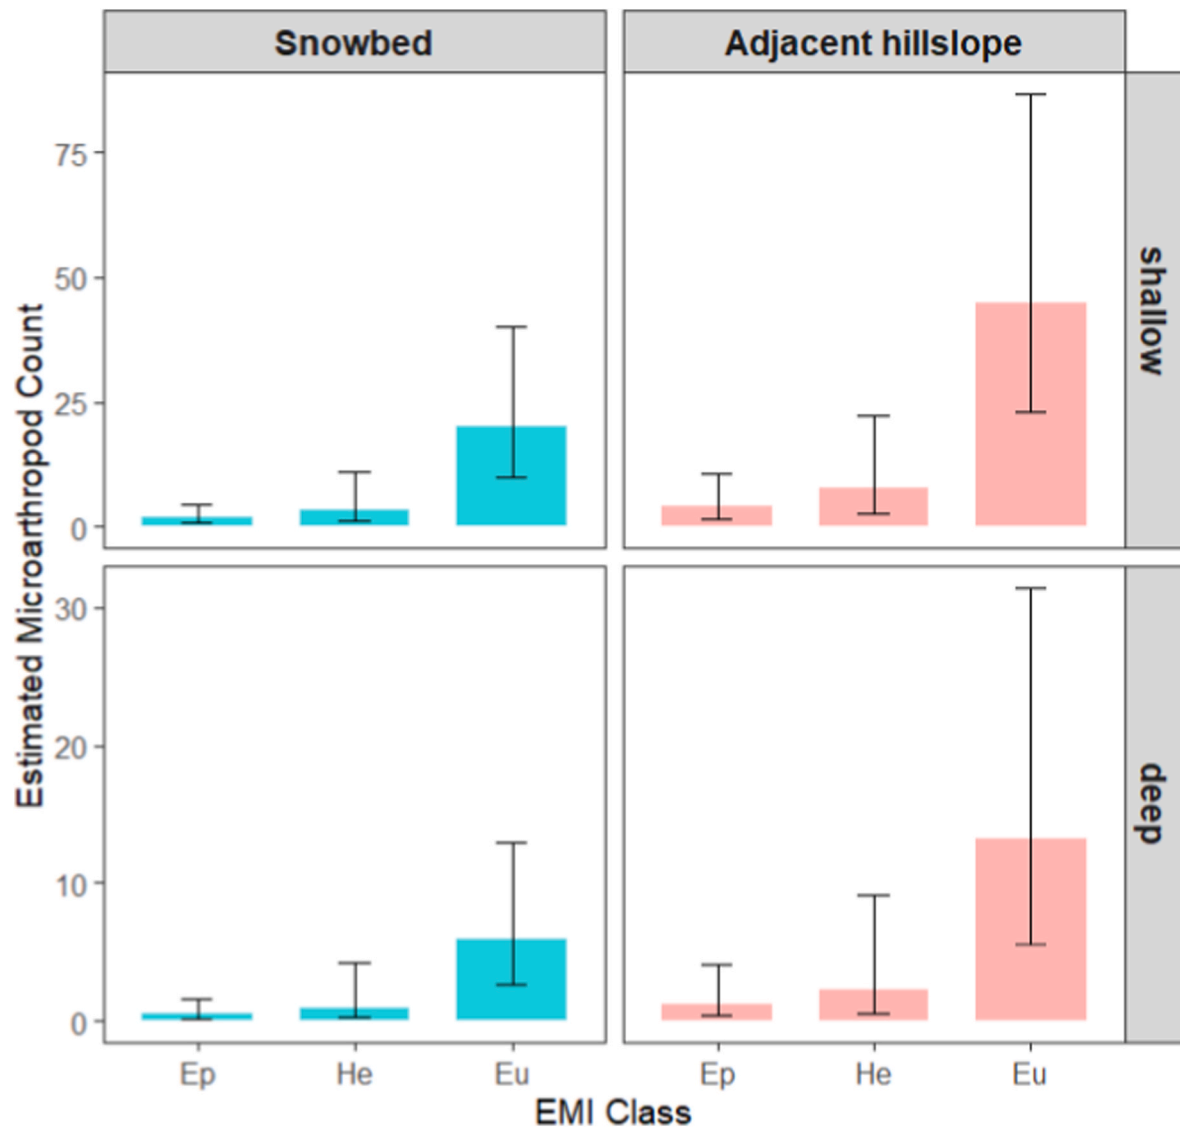 Snowbed
Adjacent hillslope
Estimated Microarthropod Count
75
50
25
0
shallow
30
20
10
0
deep
Ep
He
Eu
Ep
He
Eu
EMI Class